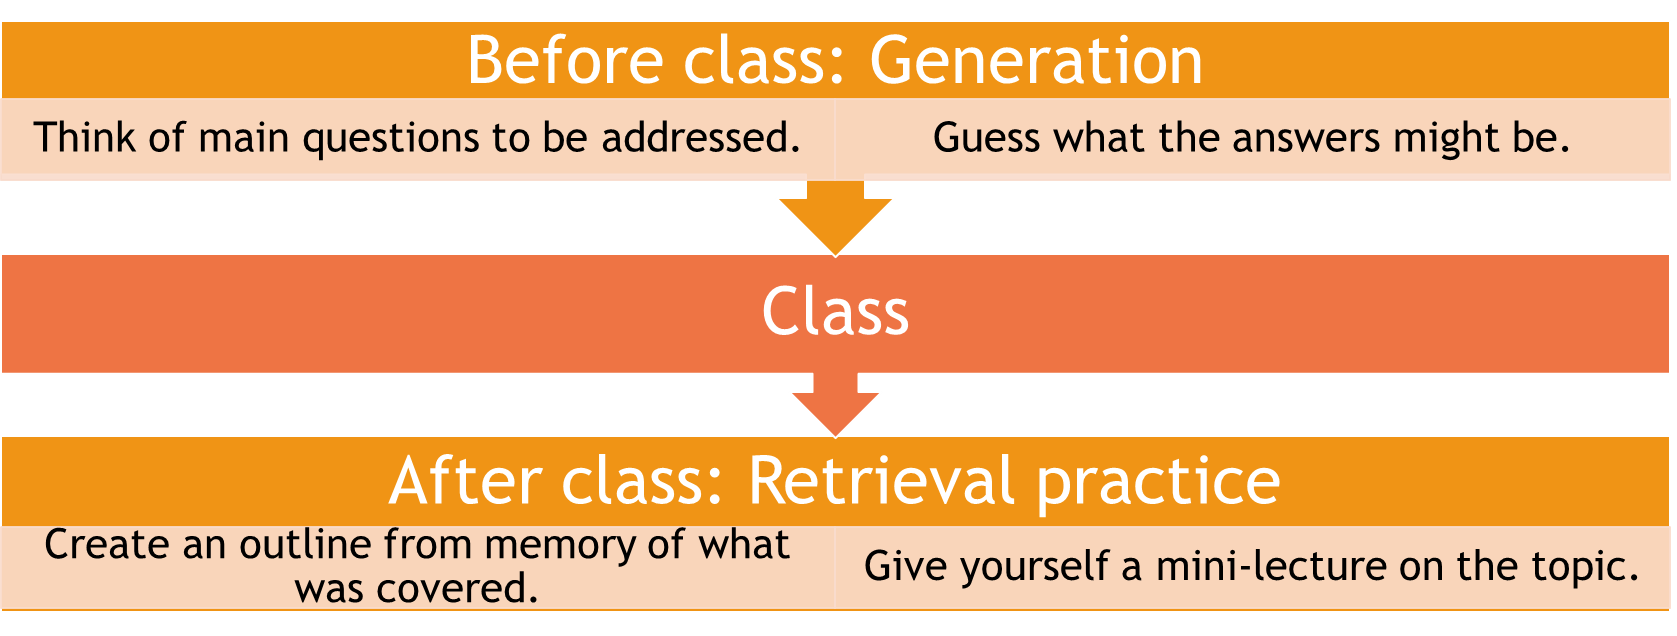 Before class: Generation
Think of main questions to be addressed.
Guess what the answers might be.
Class
After class: Retrieval practice
Create an outline from memory of what
was covered.
Give yourself a mini-lecture on the topic.